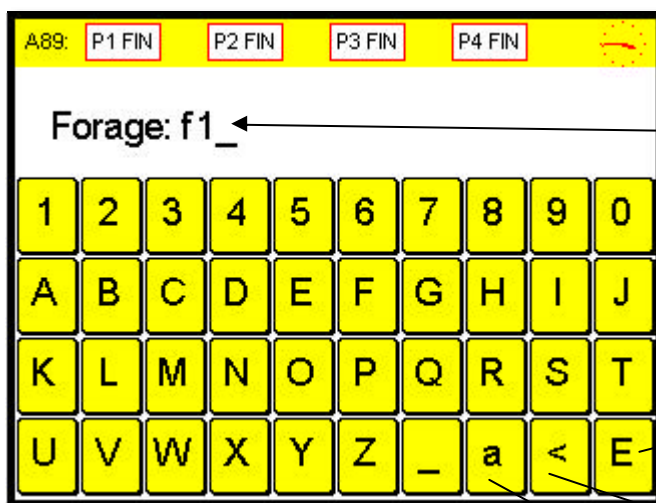 A89: P1 FIN P2 FIN P3 FIN P4 FIN
Forage: f1_
1 2 3 4 5 6 7 8 9 0
A B C D E F G H I J
K L M N O P Q R S T
U V W X Y Z _ a < E